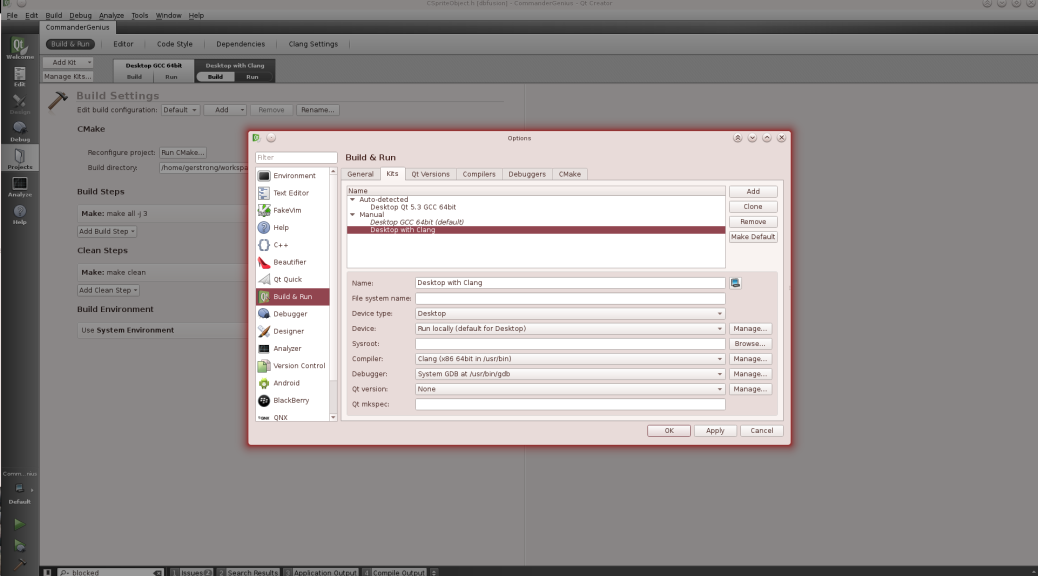 CSpriteObject.h [dbfusion] - CommanderGenius - Qt Creator
File Edit Build Debug Analyze Tools Window Help
CommanderGenius
Build & Run Editor Code Style Dependencies Clang Settings
Add Kit
Manage Kits...
Desktop GCC 64bit Desktop with Clang
Build Run Build Run
Welcome
Edit
Design
Debug
Projects
Analyze
Help
Default
Build Settings
Edit build configuration: Default Add Remove Rename...
CMake
Reconfigure project: Run CMake...
Build directory: /home/gerstrong/workspa
Build Steps
Make: make all -j 3
Add Build Step
Clean Steps
Make: make clean
Add Clean Step
Build Environment
Use System Environment
Options
Filter
Environment
Text Editor
FakeVim
Help
C++
Beautifier
Qt Quick
Build & Run
Debugger
Designer
Analyzer
Version Control
Android
BlackBerry
QNX
Build & Run
General Kits Qt Versions Compilers Debuggers CMake
Name
Auto-detected
Desktop Qt 5.3 GCC 64bit
Manual
Desktop GCC 64bit (default)
Desktop with Clang
Add
Clone
Remove
Make Default
Name: Desktop with Clang
File system name:
Device type: Desktop
Device: Run locally (default for Desktop) Manage...
Sysroot: Browse...
Compiler: Clang (x86 64bit in /usr/bin) Manage...
Debugger: System GDB at /usr/bin/gdb Manage...
Qt version: None Manage...
Qt mkspec:
OK Apply Cancel
blocked 1 Issues 2 2 Search Results 3 Application Output 4 Compile Output